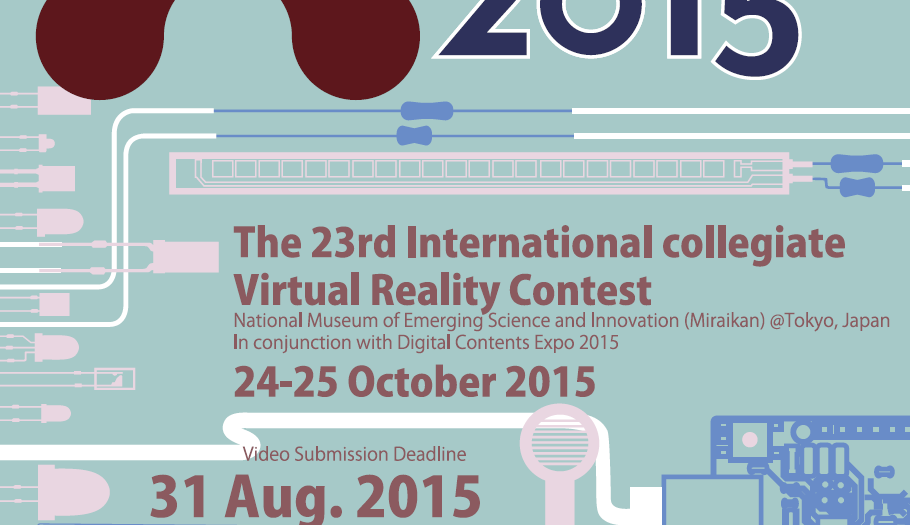 2015
The 23rd International collegiate
Virtual Reality Contest
National Museum of Emerging Science and Innovation (Miraikan) @Tokyo, Japan
In conjunction with Digital Contents Expo 2015
24-25 October 2015
Video Submission Deadline
31 Aug. 2015